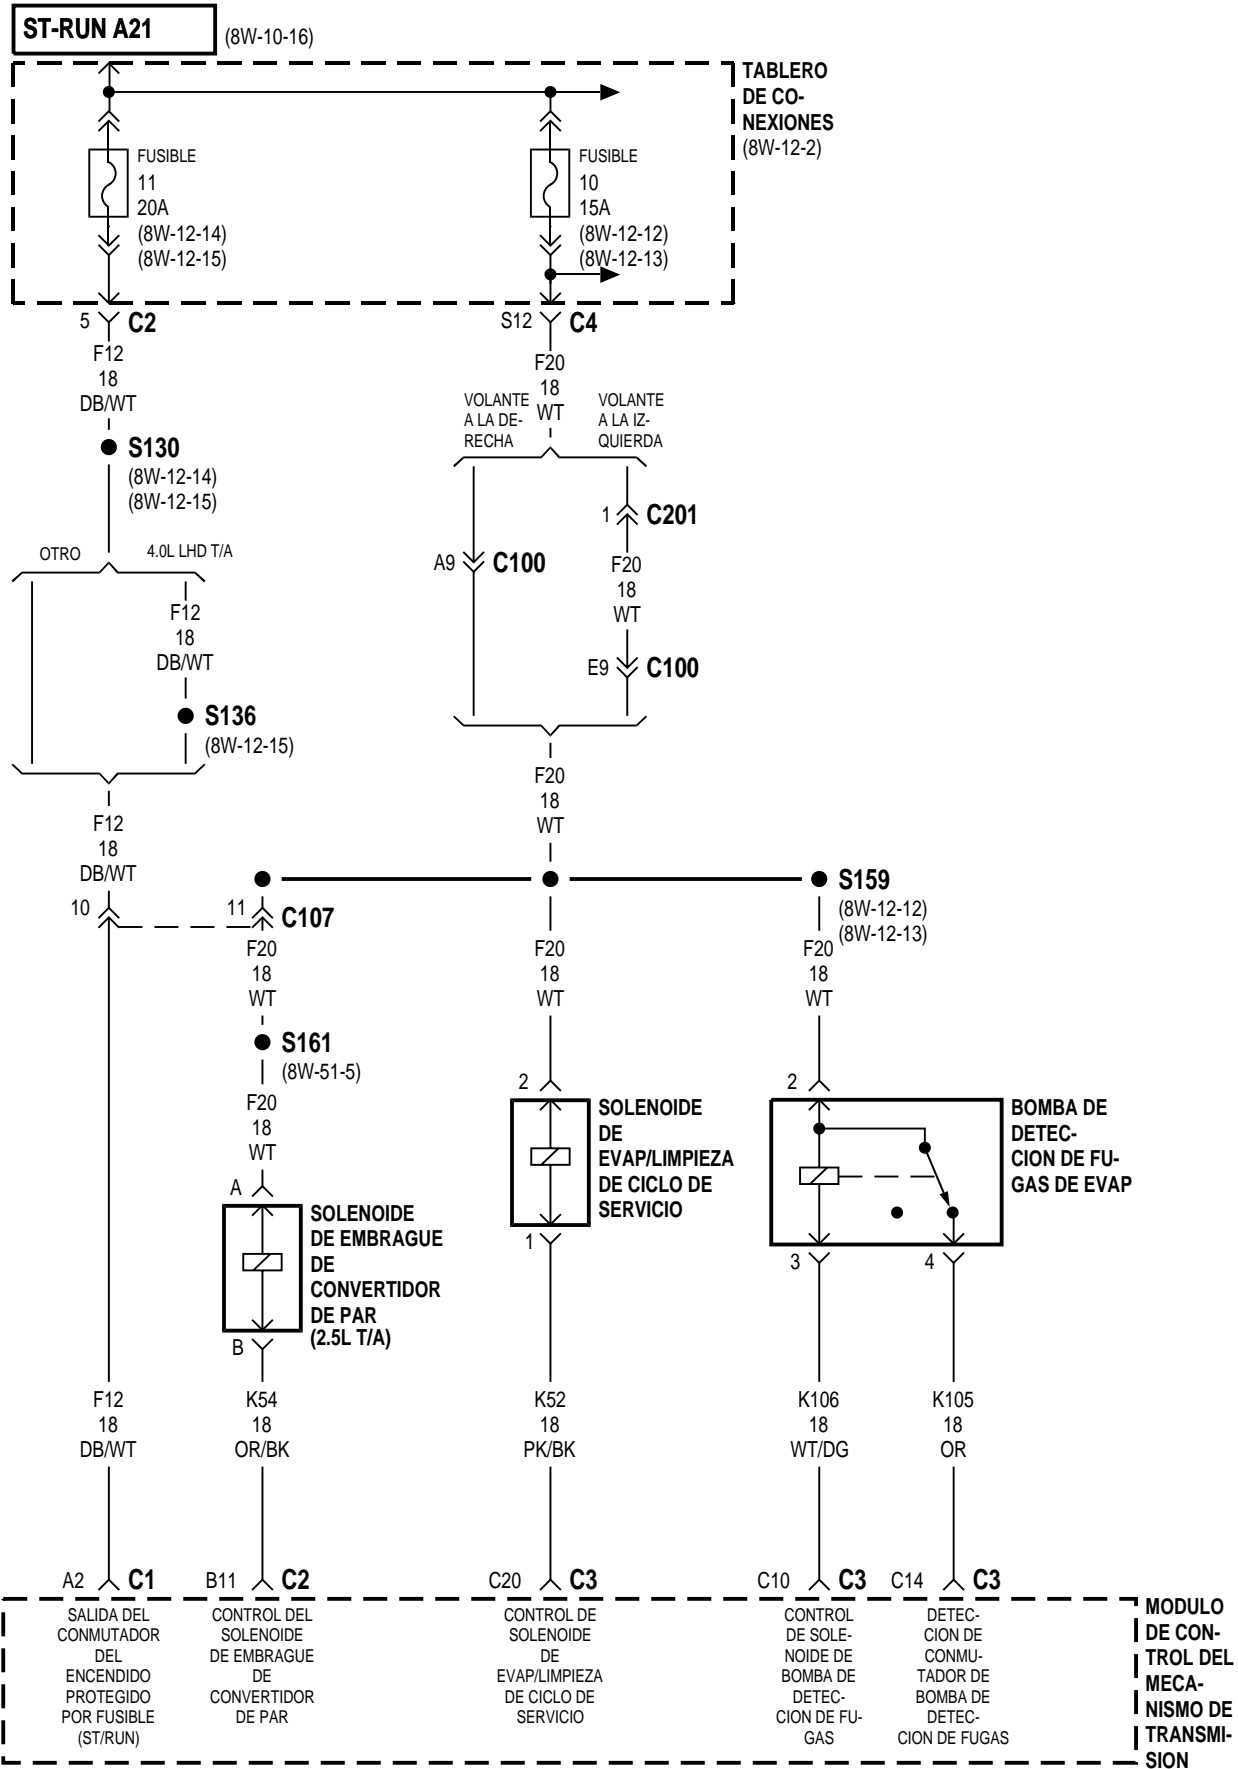 ST-RUN A21
(8W-10-16)
TABLERO
DE CO-
NEXIONES
(8W-12-2)
FUSIBLE
11
20A
(8W-12-14)
(8W-12-15)
FUSIBLE
10
15A
(8W-12-12)
(8W-12-13)
5 C2
S12 C4
F12
18
DB/WT
F20
18
WT
S130
(8W-12-14)
(8W-12-15)
VOLANTE
A LA DE-
RECHA
VOLANTE
A LA IZ-
QUIERDA
1 C201
A9 C100
F20
18
WT
E9 C100
OTRO
4.0L LHD T/A
F12
18
DB/WT
S136
(8W-12-15)
F12
18
DB/WT
F20
18
WT
S159
(8W-12-12)
(8W-12-13)
10
11 C107
F20
18
WT
F20
18
WT
F20
18
WT
S161
(8W-51-5)
F20
18
WT
2
SOLENOIDE
DE
EVAP/LIMPIEZA
DE CICLO DE
SERVICIO
1
2
BOMBA DE
DETEC-
CION DE FU-
GAS DE EVAP
3
4
A
SOLENOIDE
DE EMBRAGUE
DE
CONVERTIDOR
DE PAR
(2.5L T/A)
B
F12
18
DB/WT
K54
18
OR/BK
K52
18
PK/BK
K106
18
WT/DG
K105
18
OR
A2 C1
B11 C2
C20 C3
C10 C3
C14 C3
SALIDA DEL
CONMUTADOR
DEL
ENCENDIDO
PROTEGIDO
POR FUSIBLE
(ST/RUN)
CONTROL DEL
SOLENOIDE
DE EMBRAGUE
DE
CONVERTIDOR
DE PAR
CONTROL DE
SOLENOIDE
DE
EVAP/LIMPIEZA
DE CICLO DE
SERVICIO
CONTROL
DE SOLE-
NOIDE DE
BOMBA DE
DETEC-
CION DE FU-
GAS
DETEC-
CION DE
CONMU-
TADOR DE
BOMBA DE
DETEC-
CION DE FUGAS
MODULO
DE CON-
TROL DEL
MECA-
NISMO DE
TRANSMI-
SION